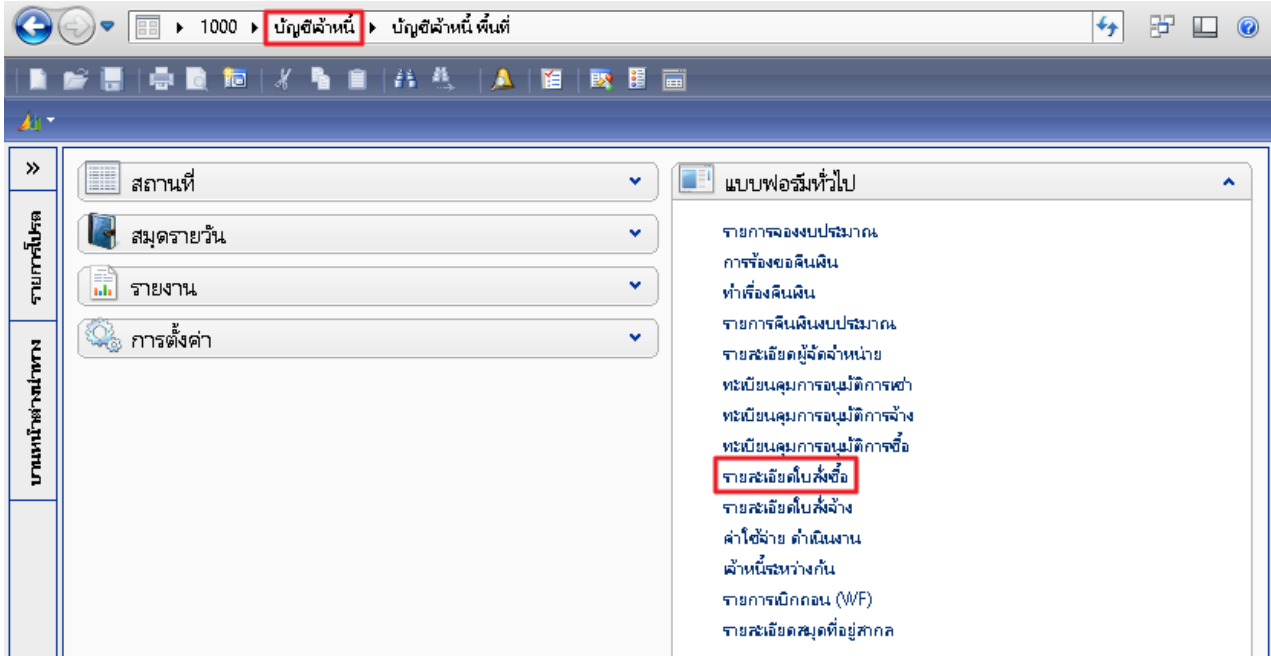 1000 ▸ บัญชีเจ้าหนี้ ▸ บัญชีเจ้าหนี้ พื้นที่
รายการโปรด
บานหน้าต่างนำทาง
สถานที่
สมุดรายวัน
รายงาน
การตั้งค่า
แบบฟอร์มทั่วไป
รายการจองงบประมาณ
การร้องขอคืนเงิน
ทำเรื่องคืนเงิน
รายการคืนเงินงบประมาณ
รายละเอียดผู้จัดจำหน่าย
ทะเบียนคุมการอนุมัติการเช่า
ทะเบียนคุมการอนุมัติการจ้าง
ทะเบียนคุมการอนุมัติการซื้อ
รายละเอียดใบสั่งซื้อ
รายละเอียดใบสั่งจ้าง
ค่าใช้จ่าย ดำเนินงาน
เจ้าหนี้ระหว่างกัน
รายการเบิกถอน (WF)
รายละเอียดสมุดที่อยู่สากล